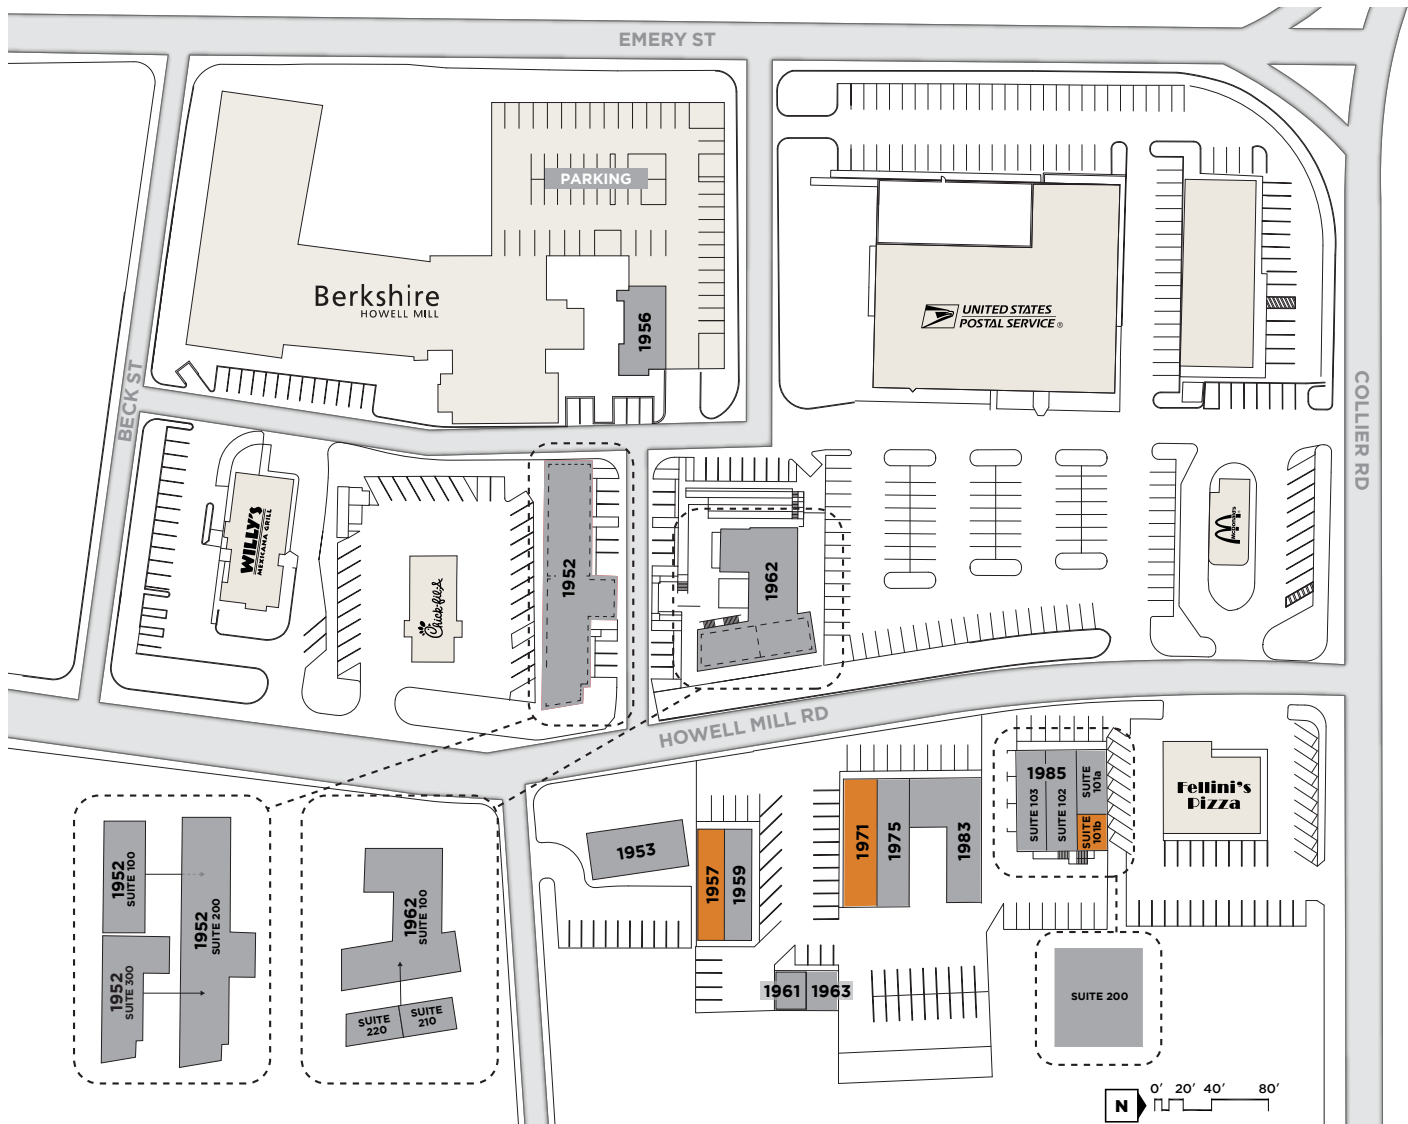 EMERY ST
PARKING
Berkshire
HOWELL MILL
1956
UNITED STATES
POSTAL SERVICE ®
BECK ST
COLLIER RD
WILLY'S
MEXICANA GRILL
Chick-fil-A
1952
1962
McDonald's
HOWELL MILL RD
1985
SUITE 103
SUITE 102
SUITE
101a
SUITE
101b
Fellini's
Pizza
1971
1975
1983
1953
1957
1959
1952
SUITE 100
1952
SUITE 200
1952
SUITE 300
1962
SUITE 100
SUITE
220
SUITE
210
1961
1963
SUITE 200
N
0' 20' 40' 80'